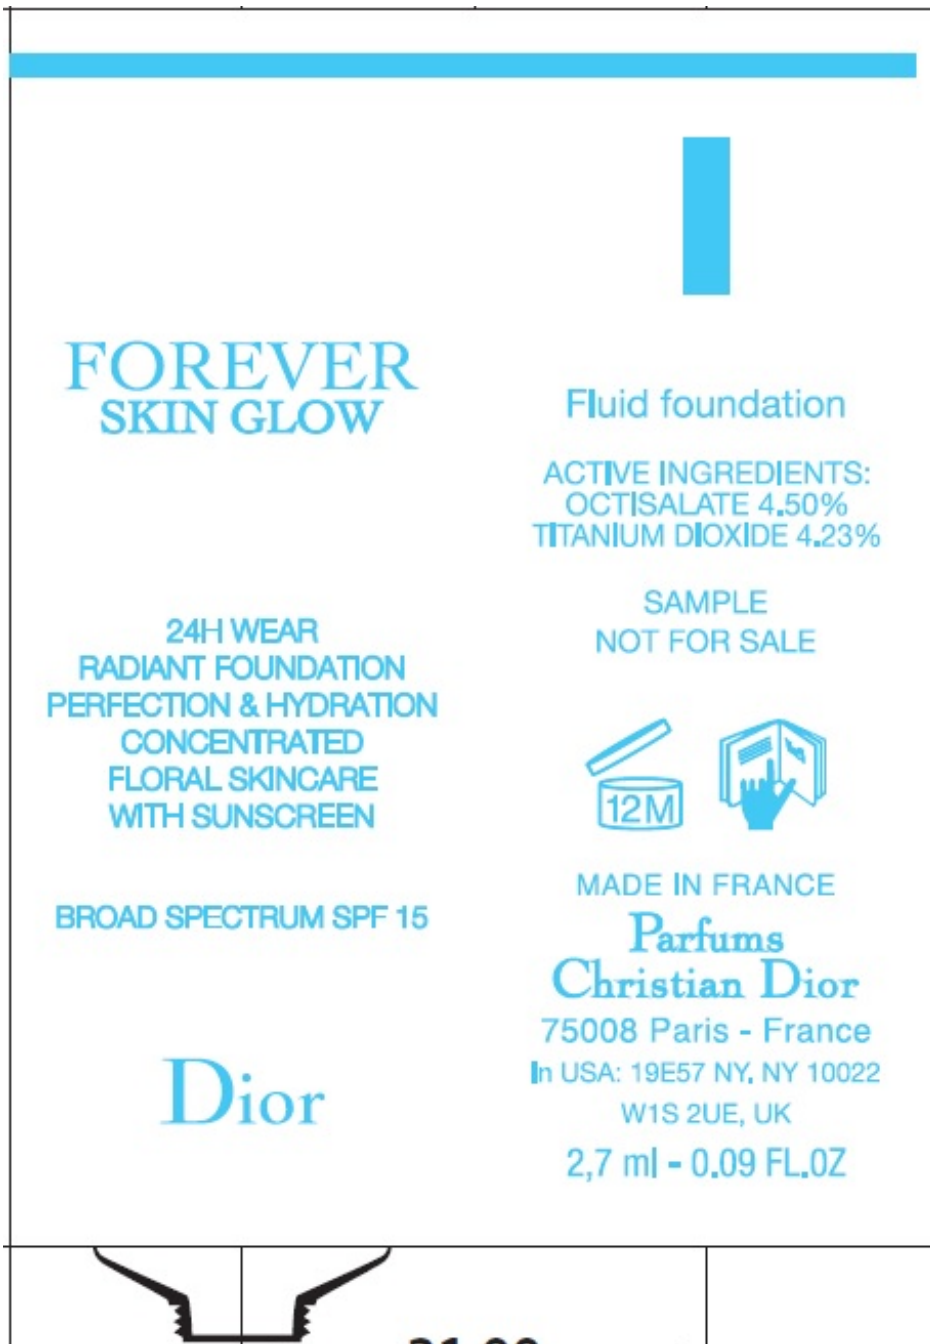 FOREVER
SKIN GLOW
24H WEAR
RADIANT FOUNDATION
PERFECTION & HYDRATION
CONCENTRATED
FLORAL SKINCARE
WITH SUNSCREEN
BROAD SPECTRUM SPF 15
Dior
Fluid foundation
ACTIVE INGREDIENTS:
OCTISALATE 4.50%
TITANIUM DIOXIDE 4.23%
SAMPLE
NOT FOR SALE
12M
MADE IN FRANCE
Parfums
Christian Dior
75008 Paris - France
In USA: 19E57 NY, NY 10022
W1S 2UE, UK
2,7 ml - 0.09 FL.OZ